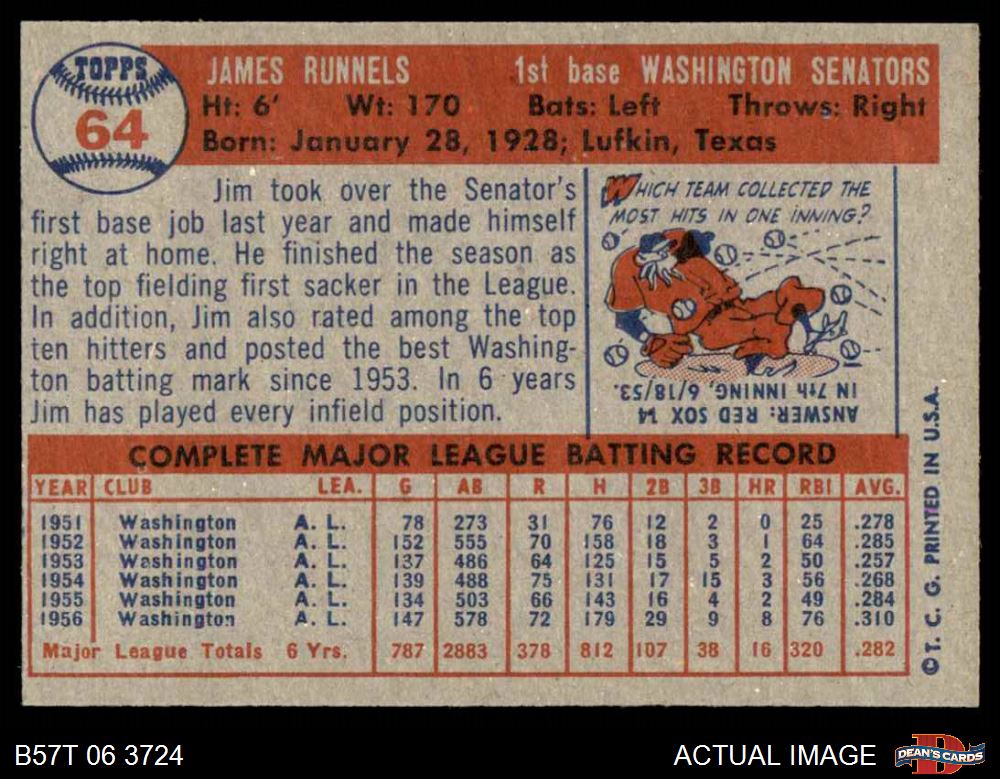 TOPPS
64
JAMES RUNNELS 1st base WASHINGTON SENATORS
Ht: 6' Wt: 170 Bats: Left Throws: Right
Born: January 28, 1928; Lufkin, Texas
Jim took over the Senator's
first base job last year and made himself
right at home. He finished the season as
the top fielding first sacker in the League.
In addition, Jim also rated among the top
ten hitters and posted the best Washing-
ton batting mark since 1953. In 6 years
Jim has played every infield position.
WHICH TEAM COLLECTED THE
MOST HITS IN ONE INNING?
ANSWER: RED SOX 14
IN 7th INNING, 6/18/53.
COMPLETE MAJOR LEAGUE BATTING RECORD
YEAR CLUB LEA. G AB R H 2B 3B HR RBI AVG.
1951 Washington A. L. 78 273 31 76 12 2 0 25 .278
1952 Washington A. L. 152 555 70 158 18 3 1 64 .285
1953 Washington A. L. 137 486 64 125 15 5 2 50 .257
1954 Washington A. L. 139 488 75 131 17 15 3 56 .268
1955 Washington A. L. 134 503 66 143 16 4 2 49 .284
1956 Washington A. L. 147 578 72 179 29 9 8 76 .310
Major League Totals 6 Yrs. 787 2883 378 812 107 38 16 320 .282
©T. C. G. PRINTED IN U.S.A.
B57T 06 3724
ACTUAL IMAGE
D
DEAN'S CARDS